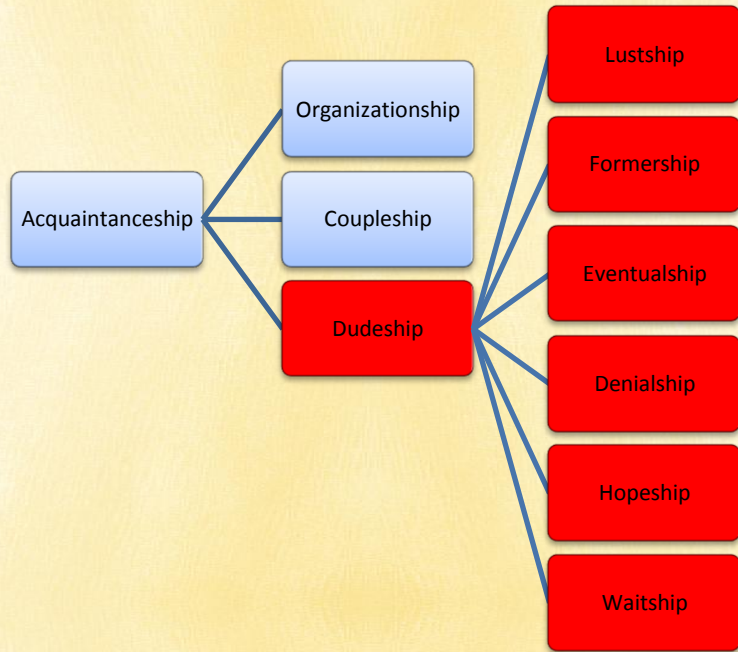 Acquaintanceship
Organizationship
Coupleship
Dudeship
Lustship
Formership
Eventualship
Denialship
Hopeship
Waitship